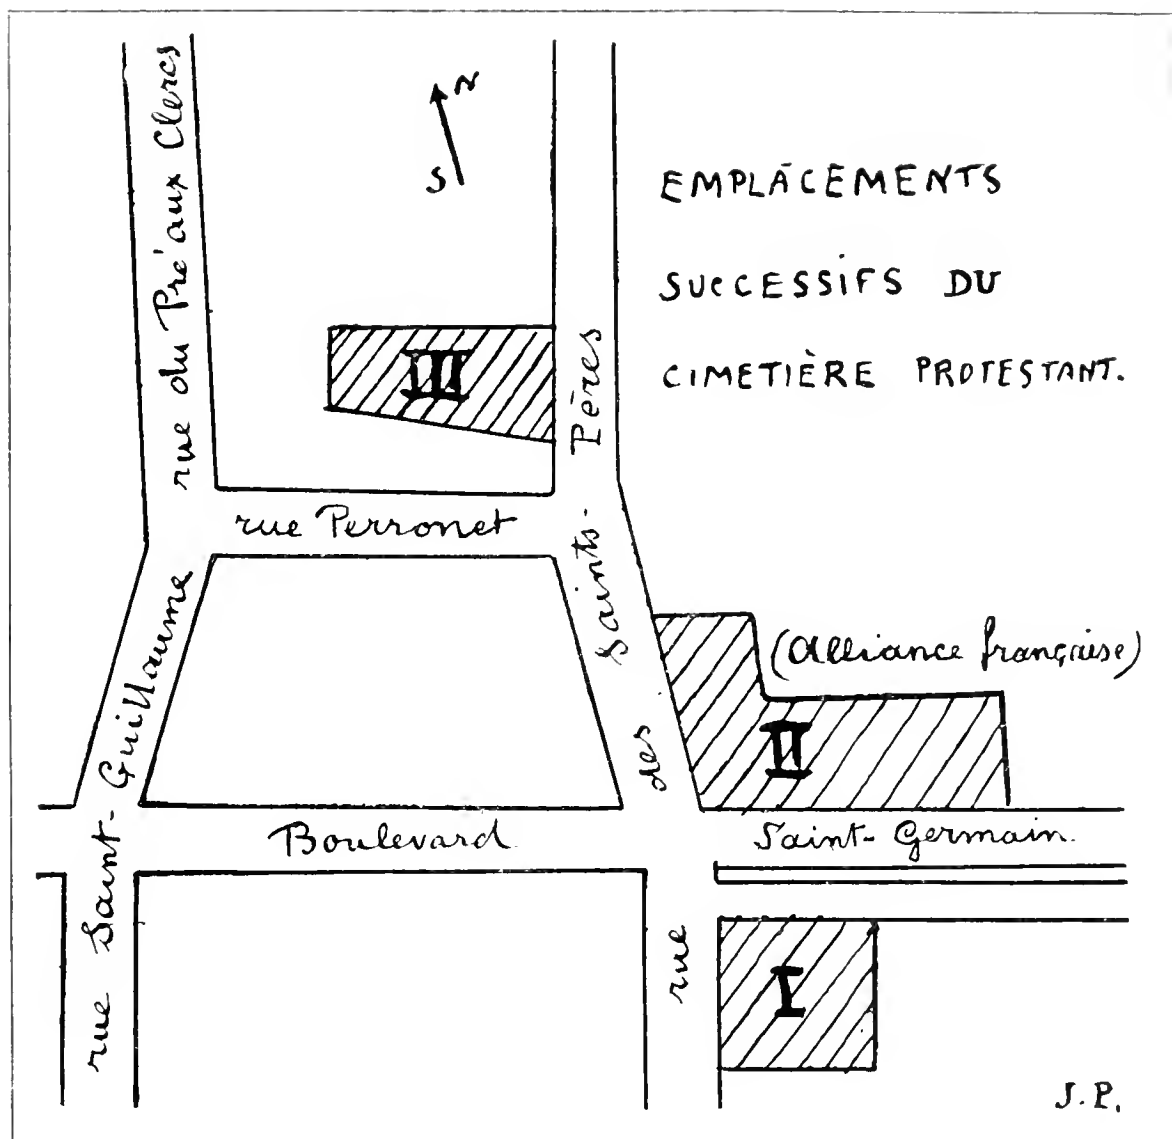 N
S
EMPLACEMENTS
SUCCESSIFS DU
CIMETIÈRE PROTESTANT.
rue du Pré aux Clercs
III
rue Perronet
rue des Saints-Pères
(Alliance française)
II
rue Saint-Guillaume
Boulevard Saint-Germain.
I
J.P.